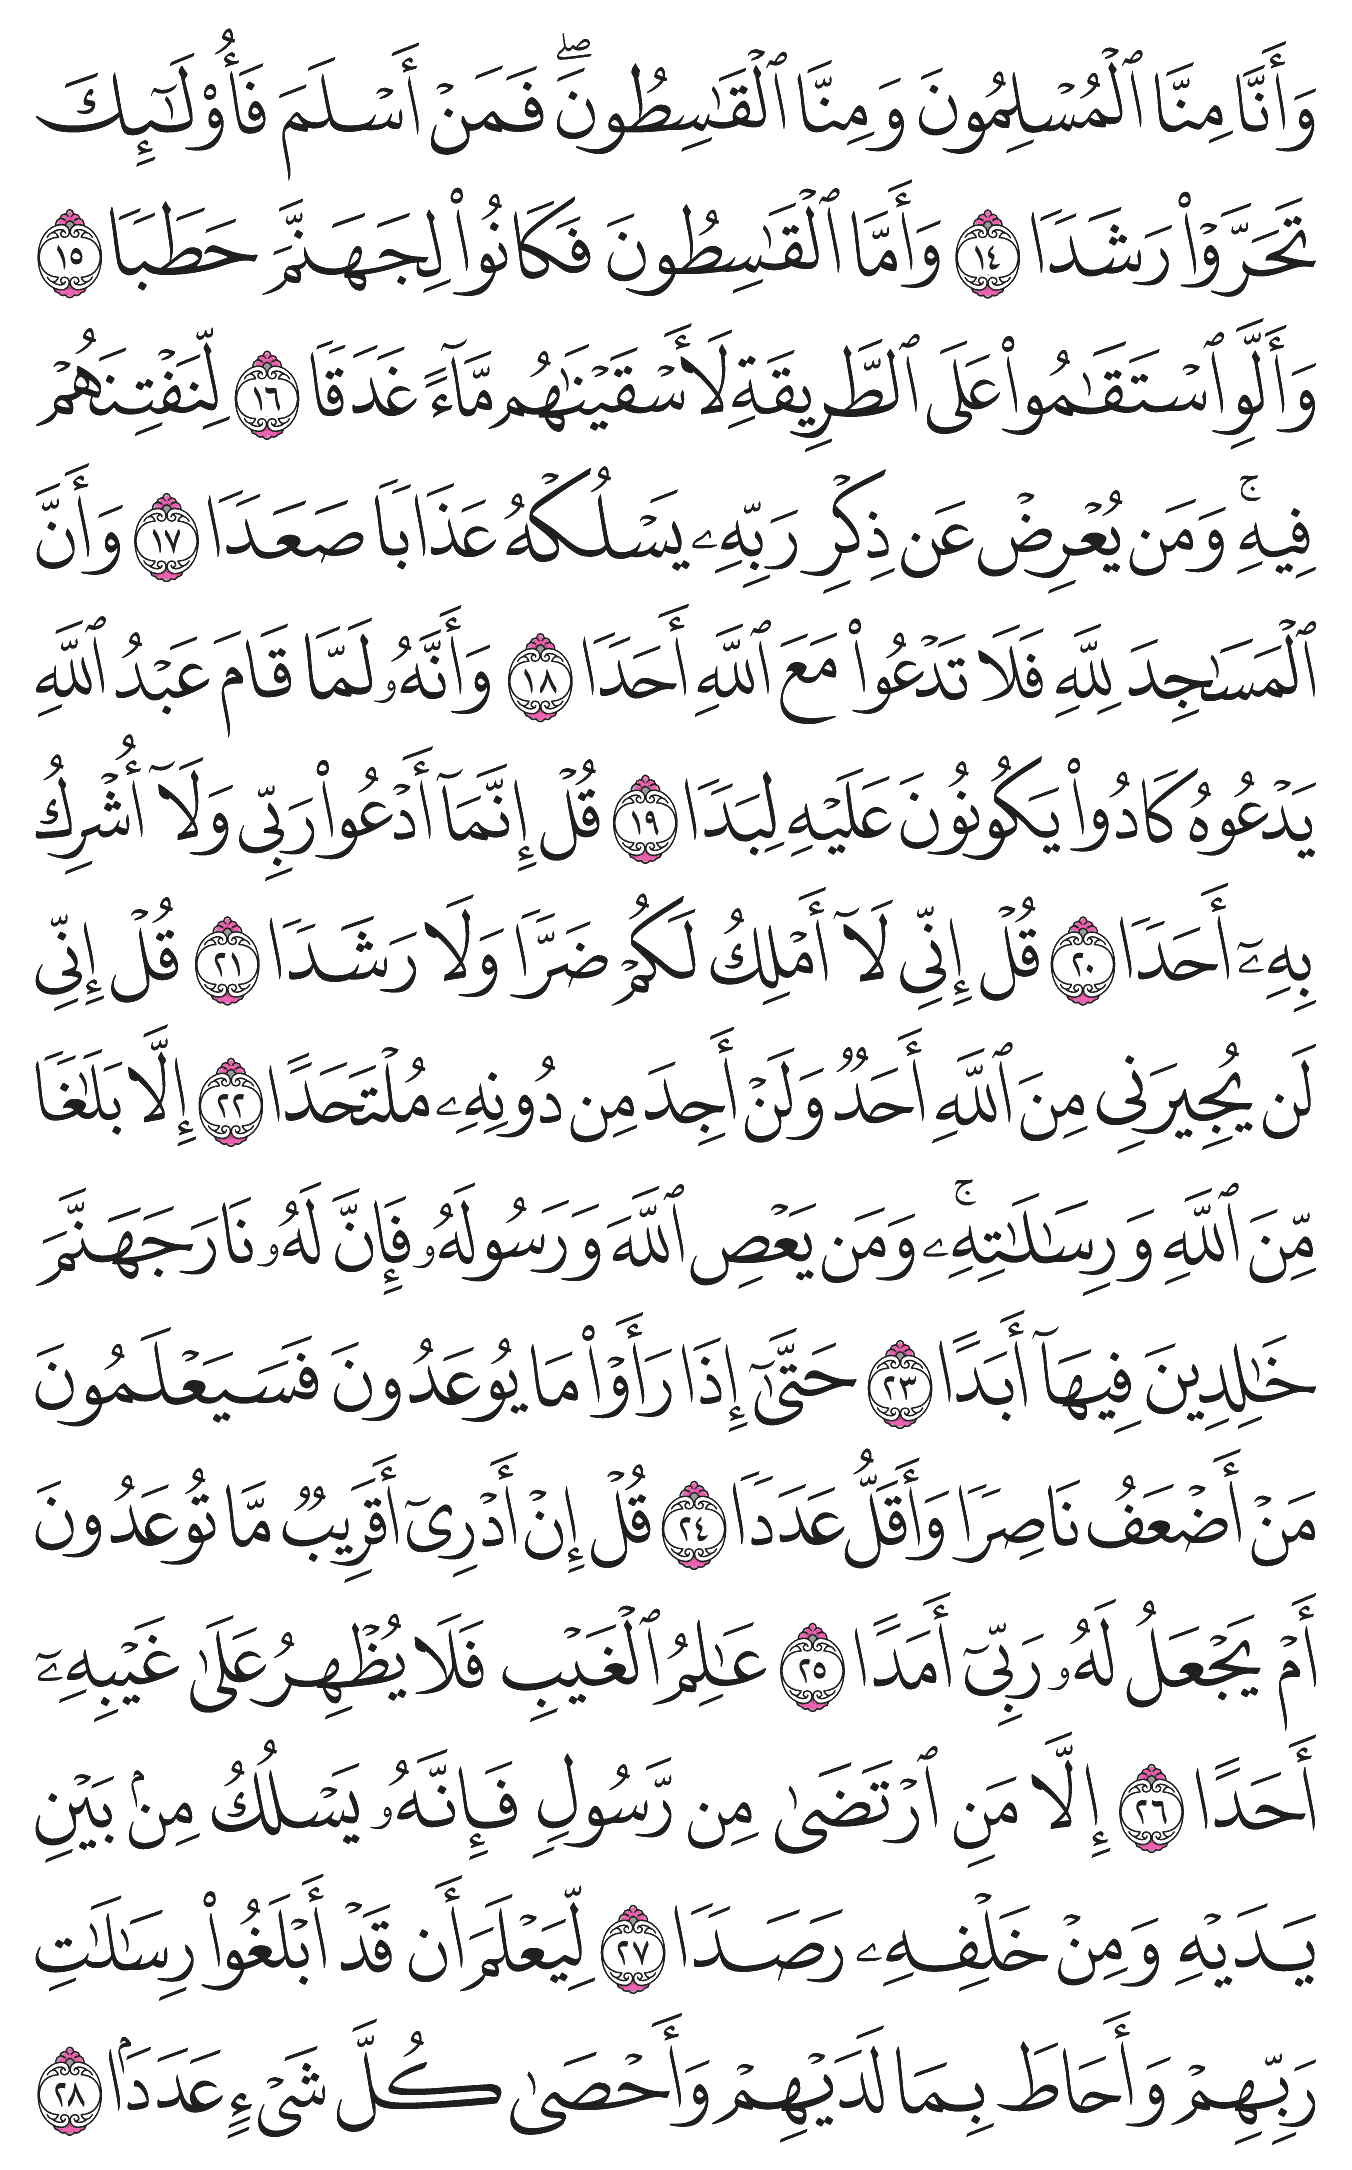 وَأَنَّا مِنَّا ٱلْمُسْلِمُونَ وَمِنَّا ٱلْقَـٰسِطُونَ ۖ فَمَنْ أَسْلَمَ فَأُو۟لَـٰٓئِكَ
تَحَرَّوْا۟ رَشَدًا ١٤ وَأَمَّا ٱلْقَـٰسِطُونَ فَكَانُوا۟ لِجَهَنَّمَ حَطَبًا ١٥
وَأَلَّوِ ٱسْتَقَـٰمُوا۟ عَلَى ٱلطَّرِيقَةِ لَأَسْقَيْنَـٰهُم مَّآءً غَدَقًا ١٦ لِّنَفْتِنَهُمْ
فِيهِ ۚ وَمَن يُعْرِضْ عَن ذِكْرِ رَبِّهِۦ يَسْلُكْهُ عَذَابًا صَعَدًا ١٧ وَأَنَّ
ٱلْمَسَـٰجِدَ لِلَّهِ فَلَا تَدْعُوا۟ مَعَ ٱللَّهِ أَحَدًا ١٨ وَأَنَّهُۥ لَمَّا قَامَ عَبْدُ ٱللَّهِ
يَدْعُوهُ كَادُوا۟ يَكُونُونَ عَلَيْهِ لِبَدًا ١٩ قُلْ إِنَّمَآ أَدْعُوا۟ رَبِّى وَلَآ أُشْرِكُ
بِهِۦٓ أَحَدًا ٢٠ قُلْ إِنِّى لَآ أَمْلِكُ لَكُمْ ضَرًّا وَلَا رَشَدًا ٢١ قُلْ إِنِّى
لَن يُجِيرَنِى مِنَ ٱللَّهِ أَحَدٌ وَلَنْ أَجِدَ مِن دُونِهِۦ مُلْتَحَدًا ٢٢ إِلَّا بَلَـٰغًا
مِّنَ ٱللَّهِ وَرِسَـٰلَـٰتِهِۦ ۚ وَمَن يَعْصِ ٱللَّهَ وَرَسُولَهُۥ فَإِنَّ لَهُۥ نَارَ جَهَنَّمَ
خَـٰلِدِينَ فِيهَآ أَبَدًا ٢٣ حَتَّىٰٓ إِذَا رَأَوْا۟ مَا يُوعَدُونَ فَسَيَعْلَمُونَ
مَنْ أَضْعَفُ نَاصِرًا وَأَقَلُّ عَدَدًا ٢٤ قُلْ إِنْ أَدْرِىٓ أَقَرِيبٌ مَّا تُوعَدُونَ
أَمْ يَجْعَلُ لَهُۥ رَبِّىٓ أَمَدًا ٢٥ عَـٰلِمُ ٱلْغَيْبِ فَلَا يُظْهِرُ عَلَىٰ غَيْبِهِۦٓ
أَحَدًا ٢٦ إِلَّا مَنِ ٱرْتَضَىٰ مِن رَّسُولٍ فَإِنَّهُۥ يَسْلُكُ مِنۢ بَيْنِ
يَدَيْهِ وَمِنْ خَلْفِهِۦ رَصَدًا ٢٧ لِّيَعْلَمَ أَن قَدْ أَبْلَغُوا۟ رِسَـٰلَـٰتِ
رَبِّهِمْ وَأَحَاطَ بِمَا لَدَيْهِمْ وَأَحْصَىٰ كُلَّ شَىْءٍ عَدَدًۢا ٢٨